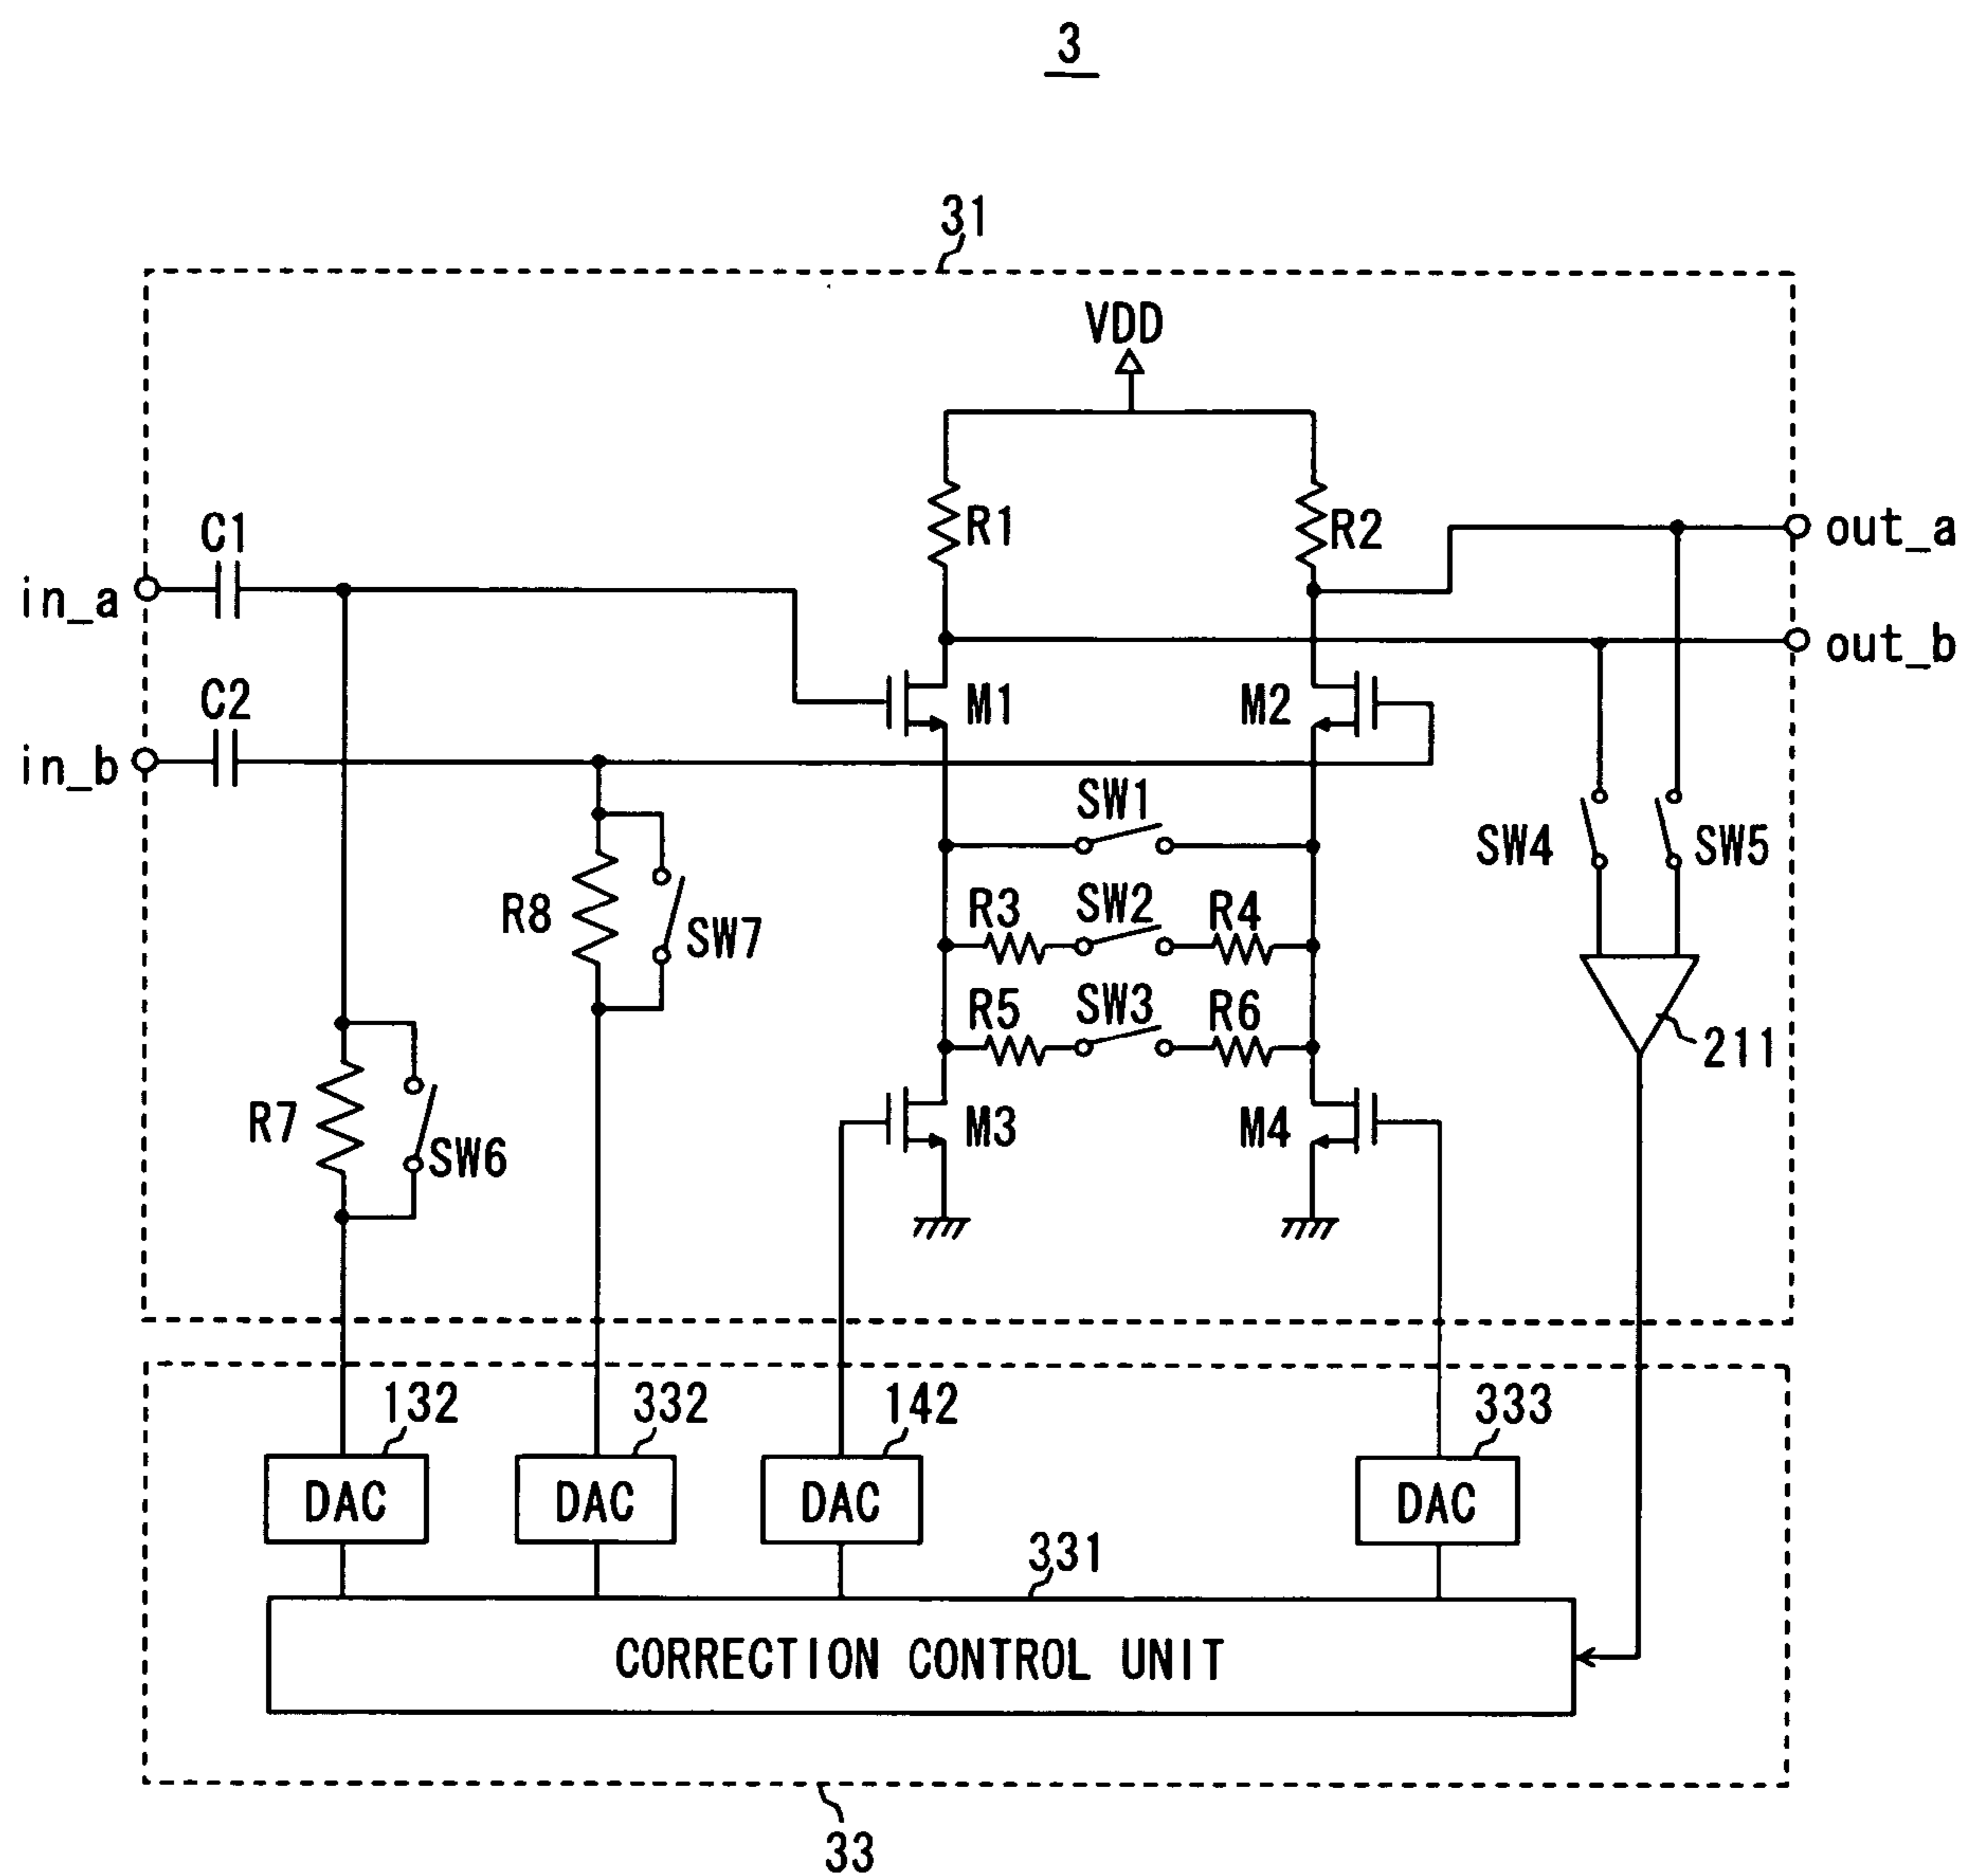 3
31
VDD
C1
R1
R2
out_a
in_a
out_b
C2
M1
M2
in_b
SW1
SW4
SW5
R3
SW2
R4
R8
SW7
R5
SW3
R6
211
R7
M3
M4
SW6
132
332
142
333
DAC
DAC
DAC
DAC
331
CORRECTION CONTROL UNIT
33